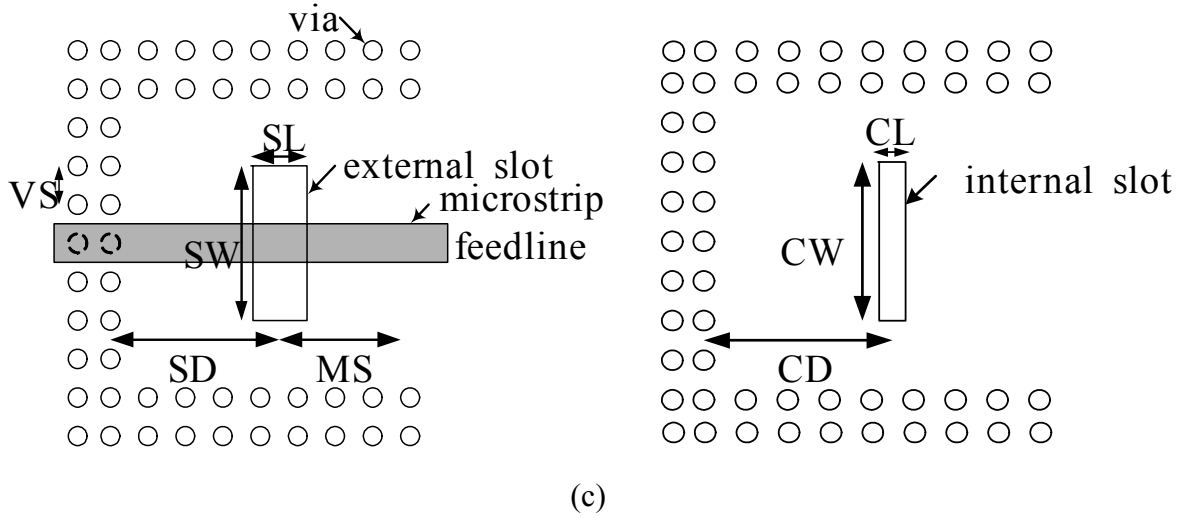 via
SL
external slot
VS
microstrip
SW
feedline
SD
MS
CL
internal slot
CW
CD
(c)